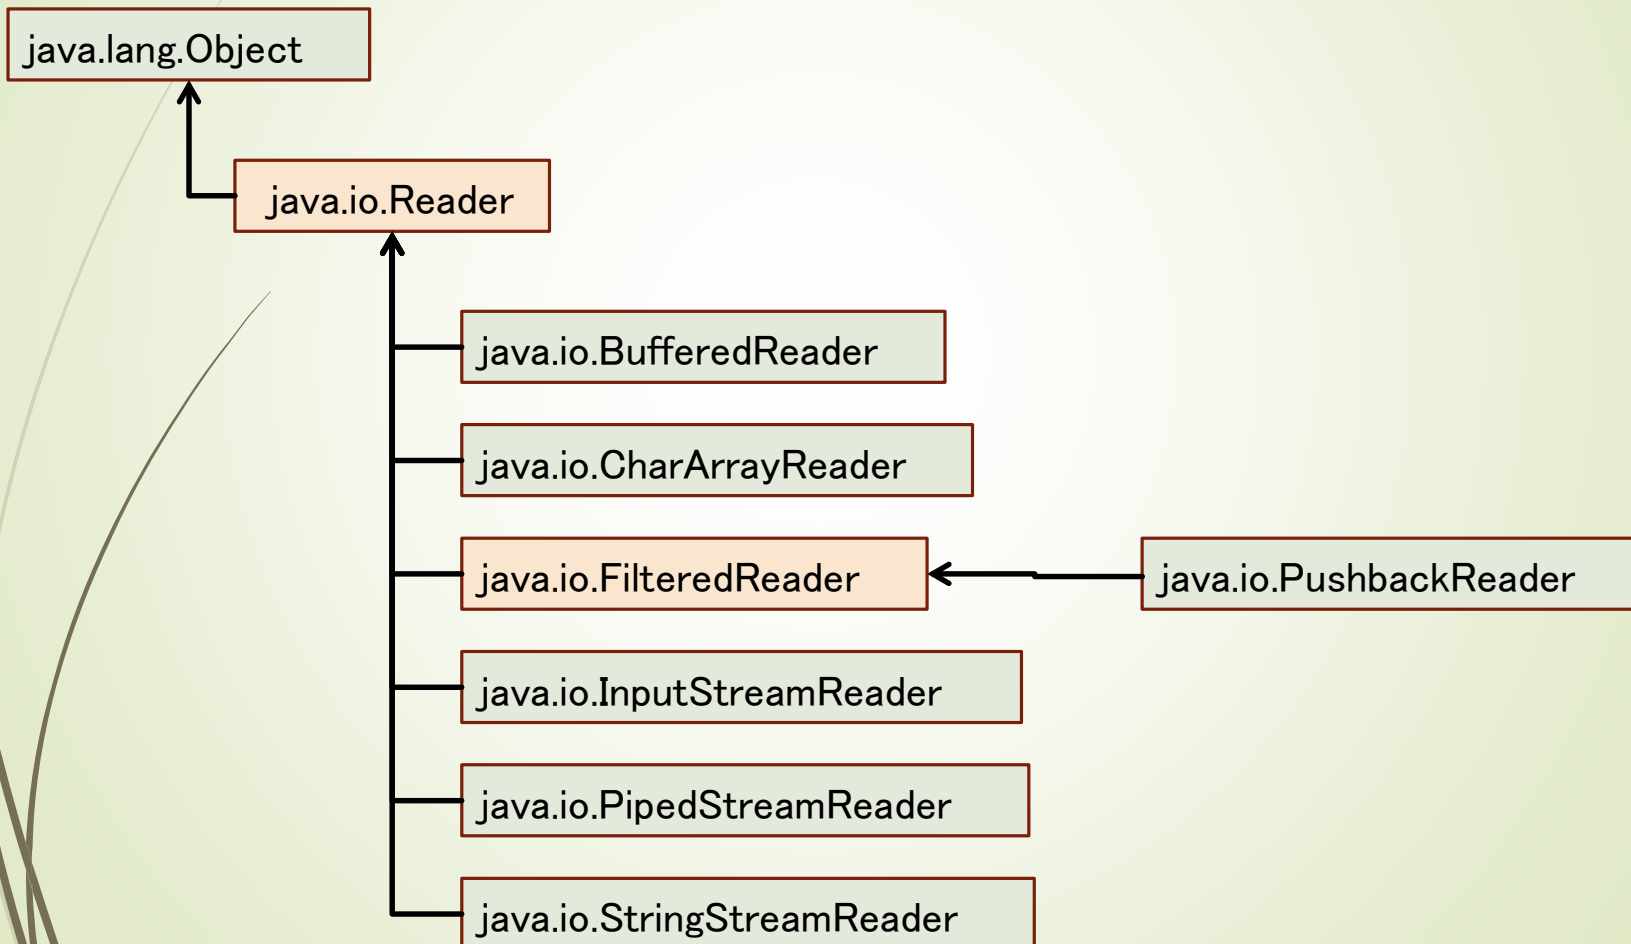 java.lang.Object
java.io.Reader
java.io.BufferedReader
java.io.CharArrayReader
java.io.FilteredReader
java.io.PushbackReader
java.io.InputStreamReader
java.io.PipedStreamReader
java.io.StringStreamReader